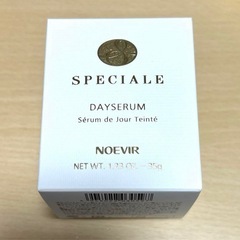 SPECIALE
DAYSERUM
Sérum de Jour Teinté
NOEVIR
NET WT. 1.23 OZ. - 35g